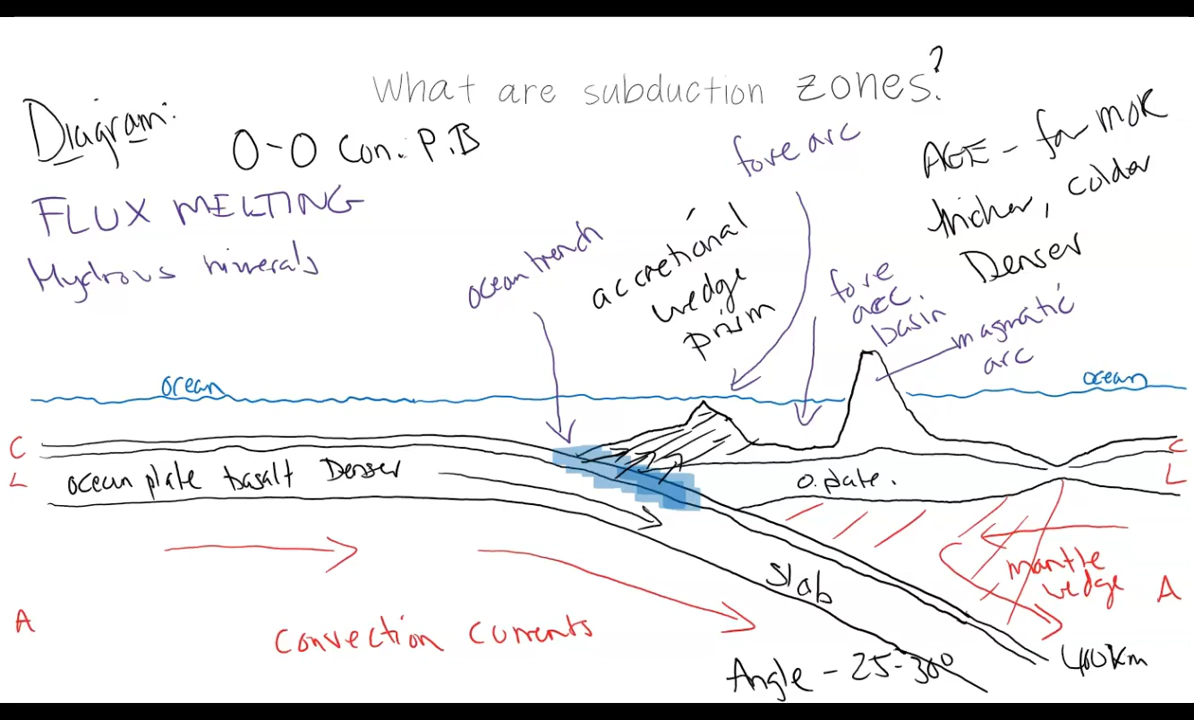 What are subduction zones?
Diagram:
O-O Con. P.B
FLUX MELTING
Hydrous minerals
ocean trench
accretional
wedge
prism
fore arc
fore
arc.
basin
AGE - far MOR
thicker, colder
Denser
magmatic
arc
ocean
ocean
C
L
ocean plate basalt Denser
o. plate.
C
L
slab
mantle
wedge
A
A
Convection currents
Angle - 25-30°
400km